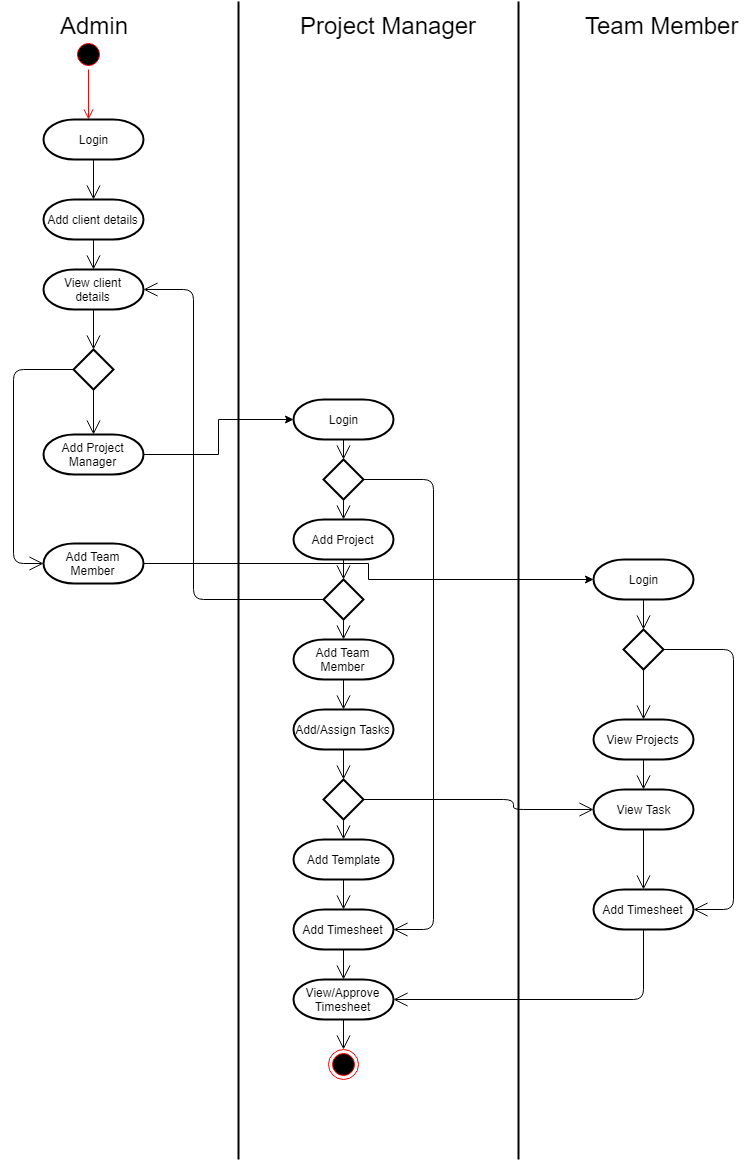 Admin
Project Manager
Team Member
Login
Add client details
View client
details
Add Project
Manager
Add Team
Member
Login
Add Project
Add Team
Member
Add/Assign Tasks
Add Template
Add Timesheet
View/Approve
Timesheet
Login
View Projects
View Task
Add Timesheet